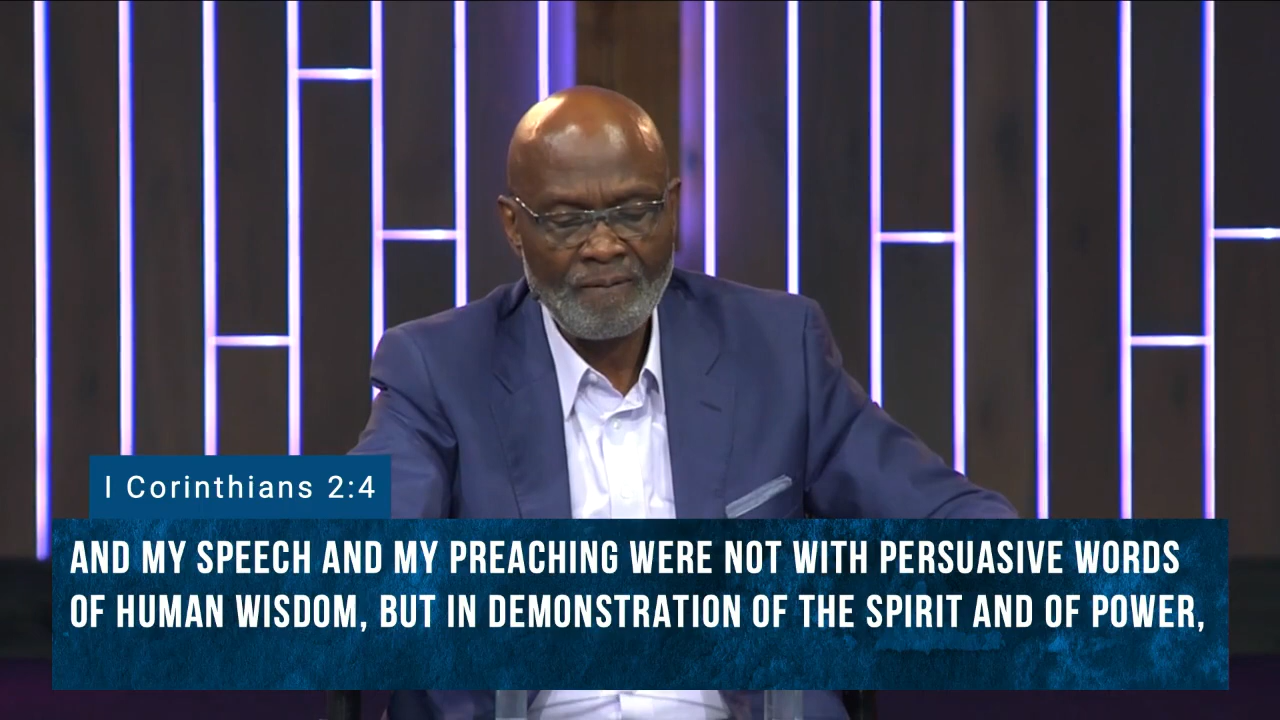 I Corinthians 2:4
AND MY SPEECH AND MY PREACHING WERE NOT WITH PERSUASIVE WORDS
OF HUMAN WISDOM, BUT IN DEMONSTRATION OF THE SPIRIT AND OF POWER,